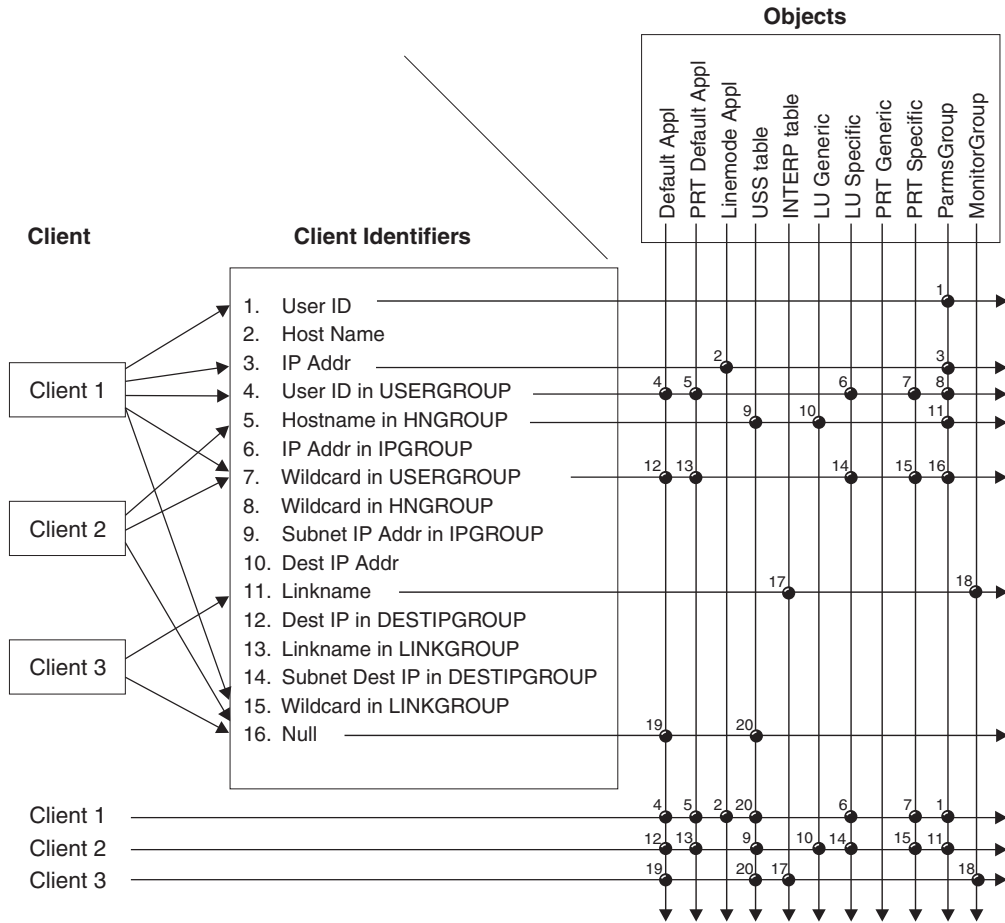 Objects
Default Appl
PRT Default Appl
Linemode Appl
USS table
INTERP table
LU Generic
LU Specific
PRT Generic
PRT Specific
ParmsGroup
MonitorGroup
Client
Client Identifiers
Client 1
Client 2
Client 3
1. User ID
1
2. Host Name
3. IP Addr
2 3
4. User ID in USERGROUP
4 5 6 7 8
5. Hostname in HNGROUP
9 10 11
6. IP Addr in IPGROUP
7. Wildcard in USERGROUP
12 13 14 15 16
8. Wildcard in HNGROUP
9. Subnet IP Addr in IPGROUP
10. Dest IP Addr
11. Linkname
17 18
12. Dest IP in DESTIPGROUP
13. Linkname in LINKGROUP
14. Subnet Dest IP in DESTIPGROUP
15. Wildcard in LINKGROUP
16. Null
19 20
Client 1 4 5 2 20 6 7 1
Client 2 12 13 9 10 14 15 11
Client 3 19 20 17 18